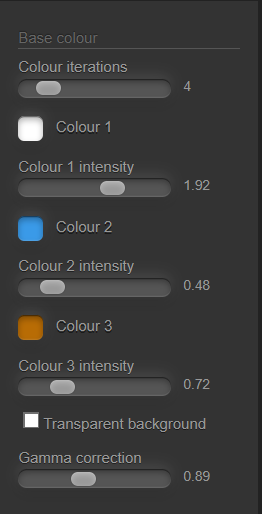 Base colour
Colour iterations
4
Colour 1
Colour 1 intensity
1.92
Colour 2
Colour 2 intensity
0.48
Colour 3
Colour 3 intensity
0.72
Transparent background
Gamma correction
0.89